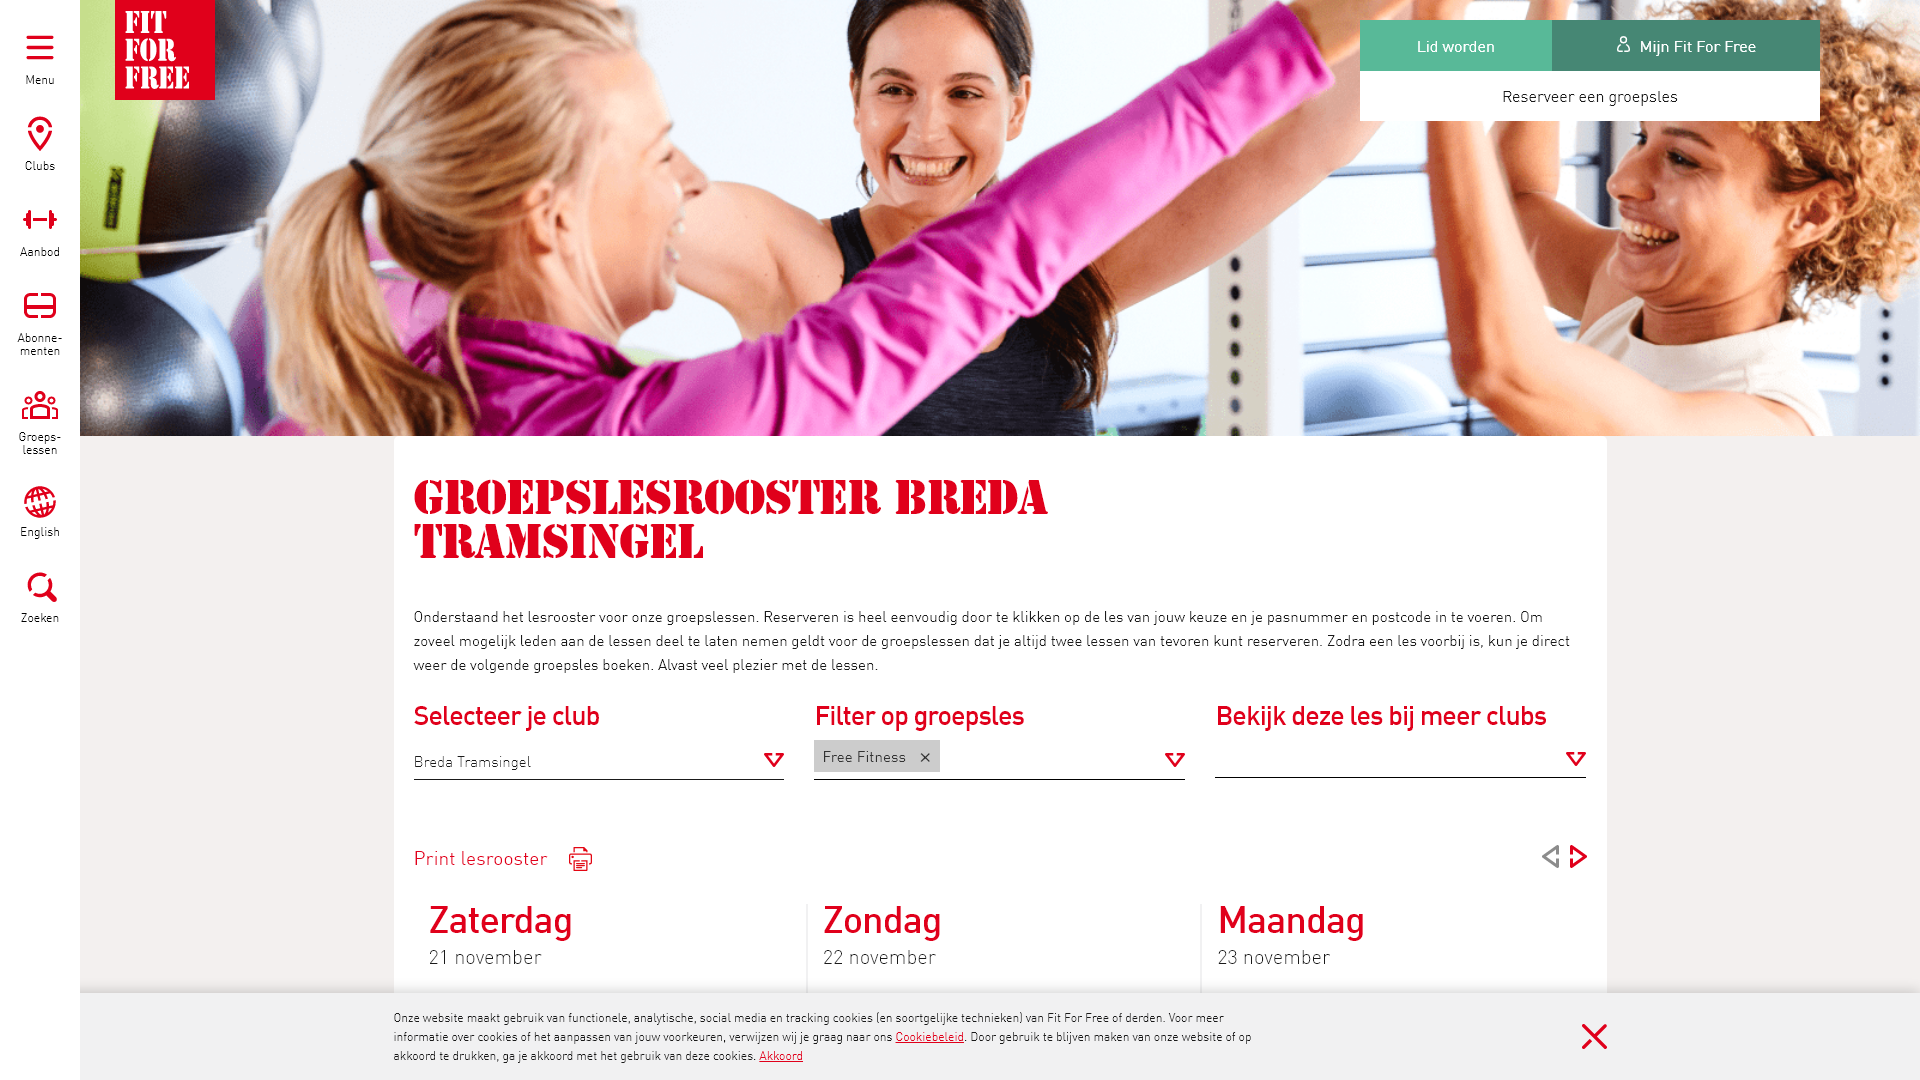 FIT
FOR
FREE
Menu
Clubs
Aanbod
Abonne-
menten
Groeps-
lessen
English
Zoeken
Lid worden
Mijn Fit For Free
Reserveer een groepsles
GROEPSLESROOSTER BREDA
TRAMSINGEL
Onderstaand het lesrooster voor onze groepslessen. Reserveren is heel eenvoudig door te klikken op de les van jouw keuze en je pasnummer en postcode in te voeren. Om
zoveel mogelijk leden aan de lessen deel te laten nemen geldt voor de groepslessen dat je altijd twee lessen van tevoren kunt reserveren. Zodra een les voorbij is, kun je direct
weer de volgende groepsles boeken. Alvast veel plezier met de lessen.
Selecteer je club
Breda Tramsingel
Filter op groepsles
Free Fitness ×
Bekijk deze les bij meer clubs
Print lesrooster
Zaterdag
21 november
Zondag
22 november
Maandag
23 november
Onze website maakt gebruik van functionele, analytische, social media en tracking cookies (en soortgelijke technieken) van Fit For Free of derden. Voor meer
informatie over cookies of het aanpassen van jouw voorkeuren, verwijzen wij je graag naar ons Cookiebeleid. Door gebruik te blijven maken van onze website of op
akkoord te drukken, ga je akkoord met het gebruik van deze cookies. Akkoord